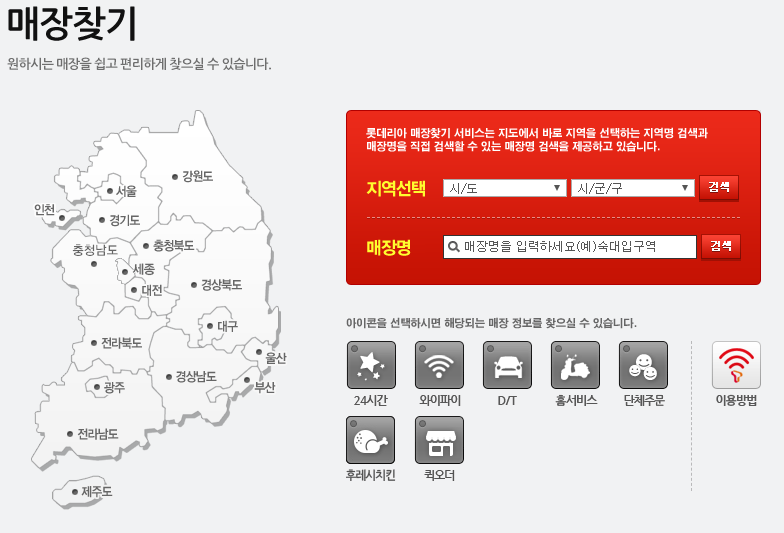 매장찾기
원하시는 매장을 쉽고 편리하게 찾으실 수 있습니다.
강원도
서울
인천
경기도
충청남도
충청북도
세종
대전
경상북도
대구
전라북도
울산
경상남도
광주
부산
전라남도
제주도
롯데리아 매장찾기 서비스는 지도에서 바로 지역을 선택하는 지역명 검색과
매장명을 직접 검색할 수 있는 매장명 검색을 제공하고 있습니다.
지역선택 시/도 시/군/구 검색
매장명 매장명을 입력하세요(예)숙대입구역 검색
아이콘을 선택하시면 해당되는 매장 정보를 찾으실 수 있습니다.
24시간 와이파이 D/T 홈서비스 단체주문 이용방법
후레시치킨 퀵오더